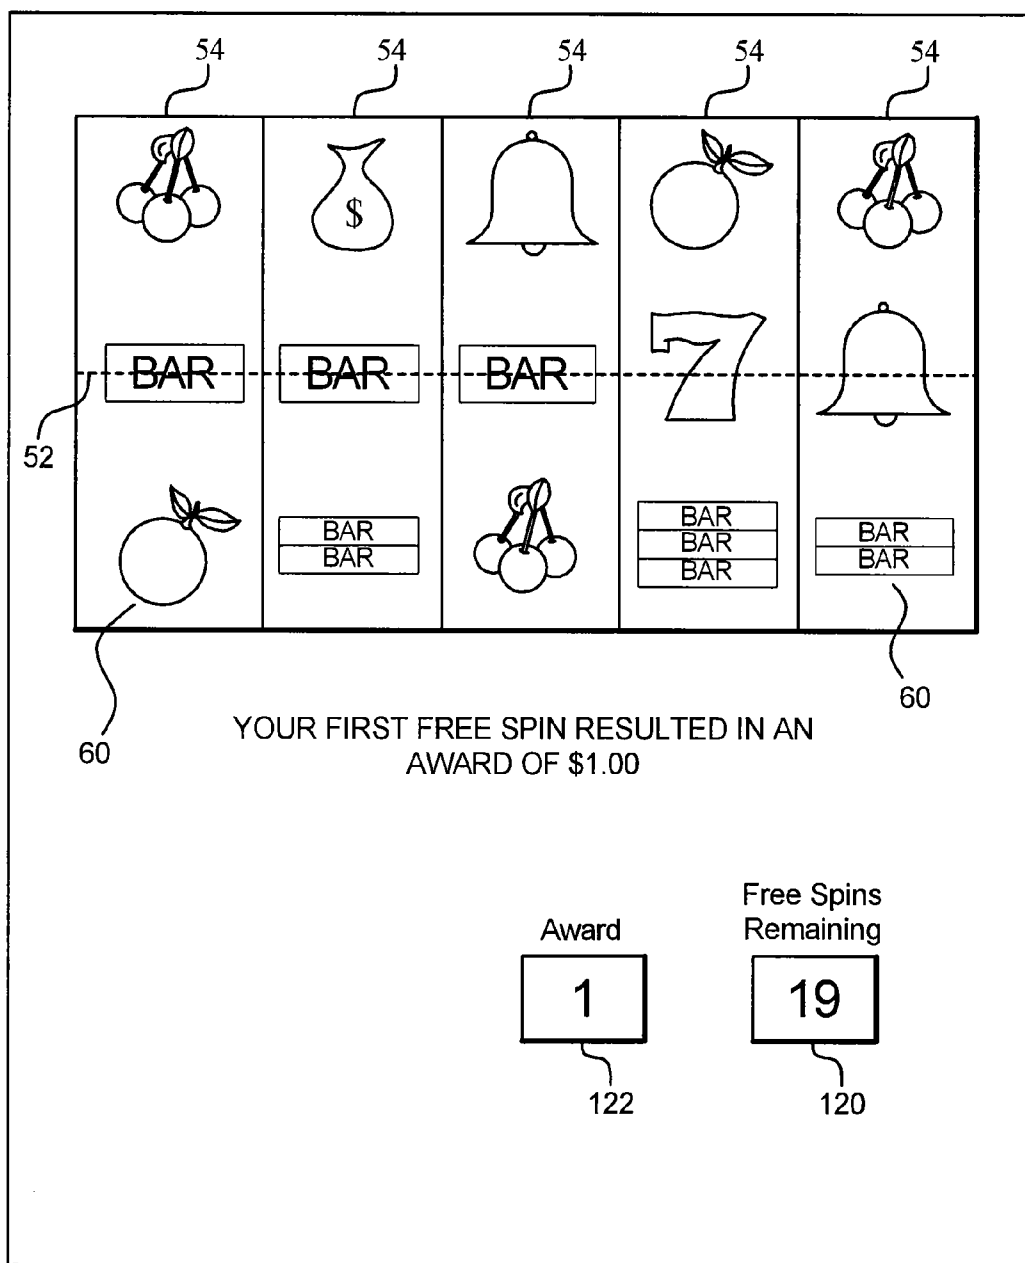 54 54 54 54 54
$
BAR BAR BAR 7
52
BAR
BAR BAR BAR
BAR BAR BAR
60 60
YOUR FIRST FREE SPIN RESULTED IN AN
AWARD OF $1.00
Free Spins
Award Remaining
1 19
122 120